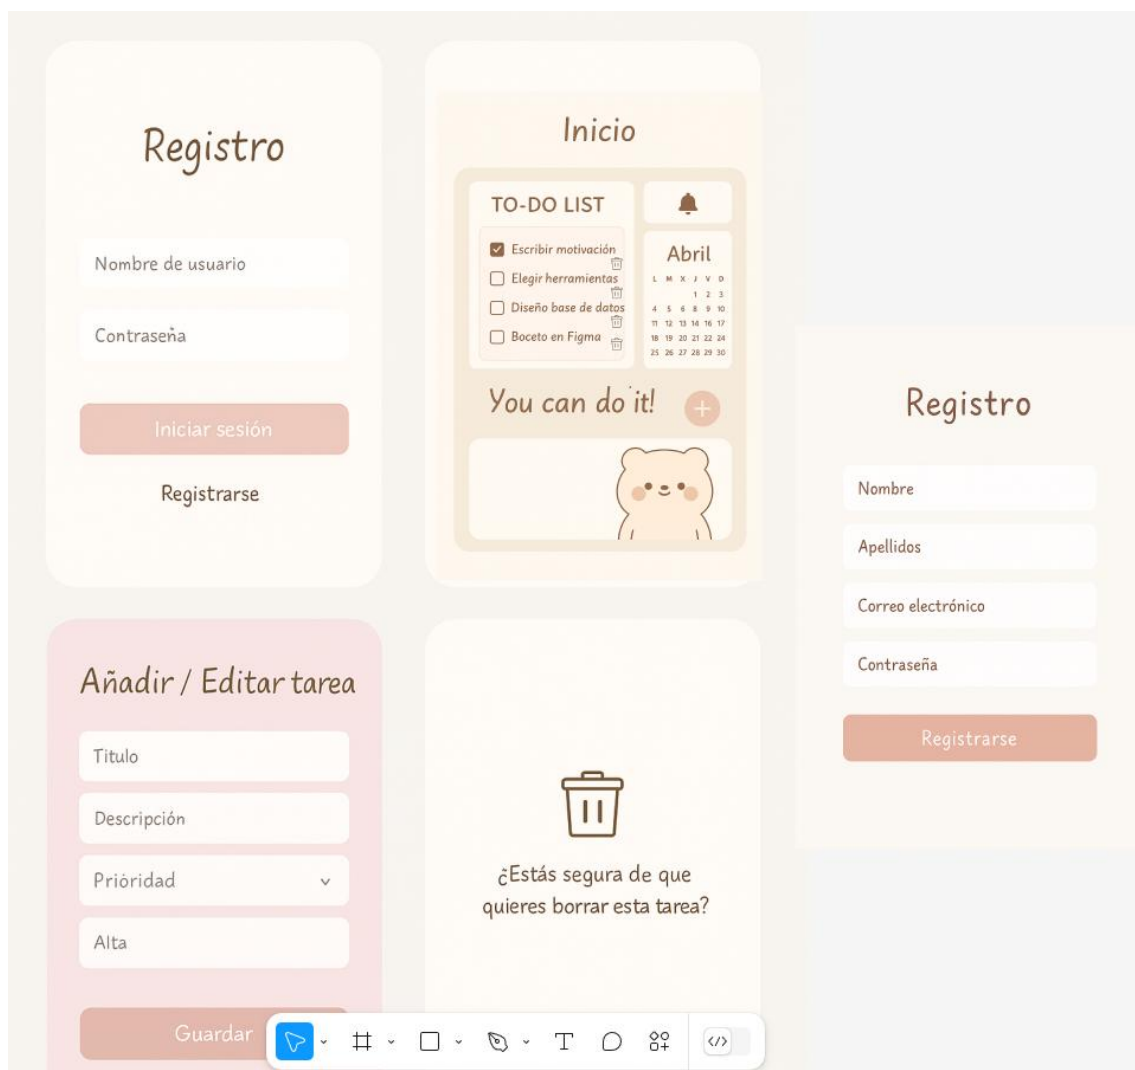 Registro
Nombre de usuario
Contraseña
Iniciar sesión
Registrarse
Inicio
TO-DO LIST
Escribir motivación
Elegir herramientas
Diseño base de datos
Boceto en Figma
Abril
L M X J V D
1 2 3
4 5 6 8 9 10
11 12 13 14 16 17
18 19 20 21 22 24
25 26 27 28 29 30
You can do it!
+
Añadir / Editar tarea
Titulo
Descripción
Prioridad
Alta
Guardar
¿Estás segura de que
quieres borrar esta tarea?
Registro
Nombre
Apellidos
Correo electrónico
Contraseña
Registrarse
T
</>